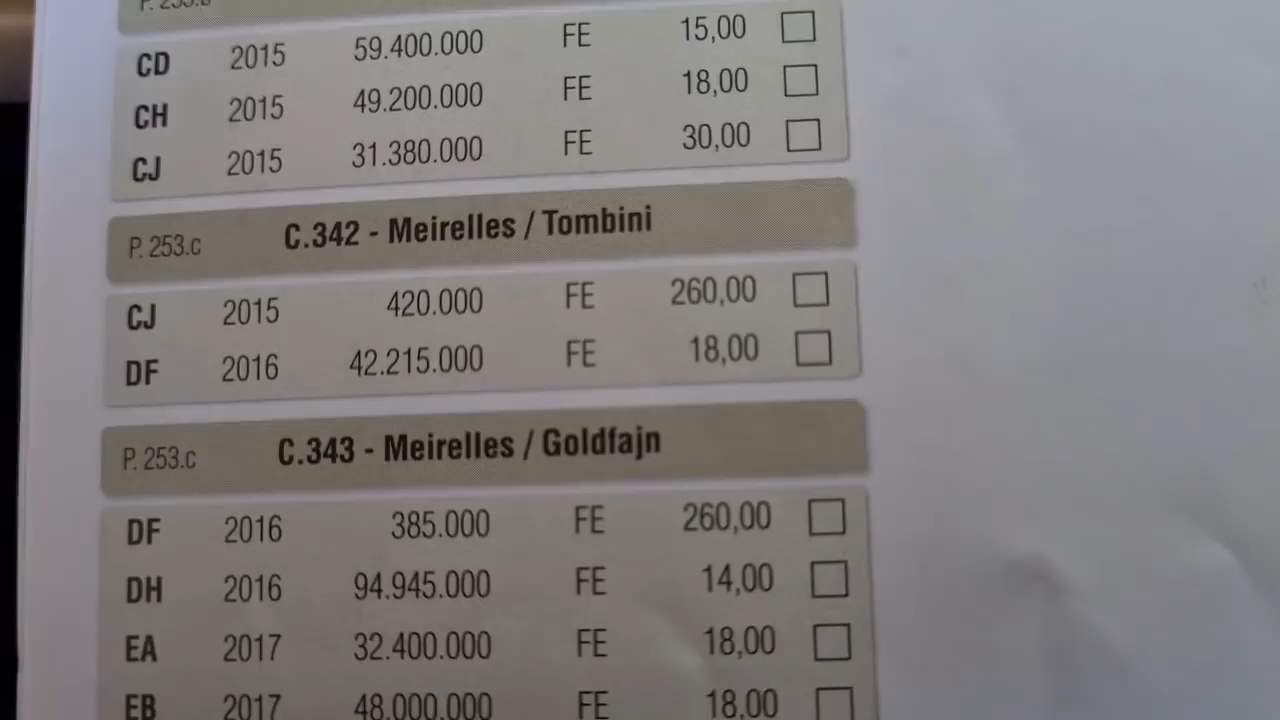 P. 253.b
CD 2015 59.400.000 FE 15,00
CH 2015 49.200.000 FE 18,00
CJ 2015 31.380.000 FE 30,00
P. 253.c C.342 - Meirelles / Tombini
CJ 2015 420.000 FE 260,00
DF 2016 42.215.000 FE 18,00
P. 253.c C.343 - Meirelles / Goldfajn
DF 2016 385.000 FE 260,00
DH 2016 94.945.000 FE 14,00
EA 2017 32.400.000 FE 18,00
EB 2017 48.000.000 FE 18,00